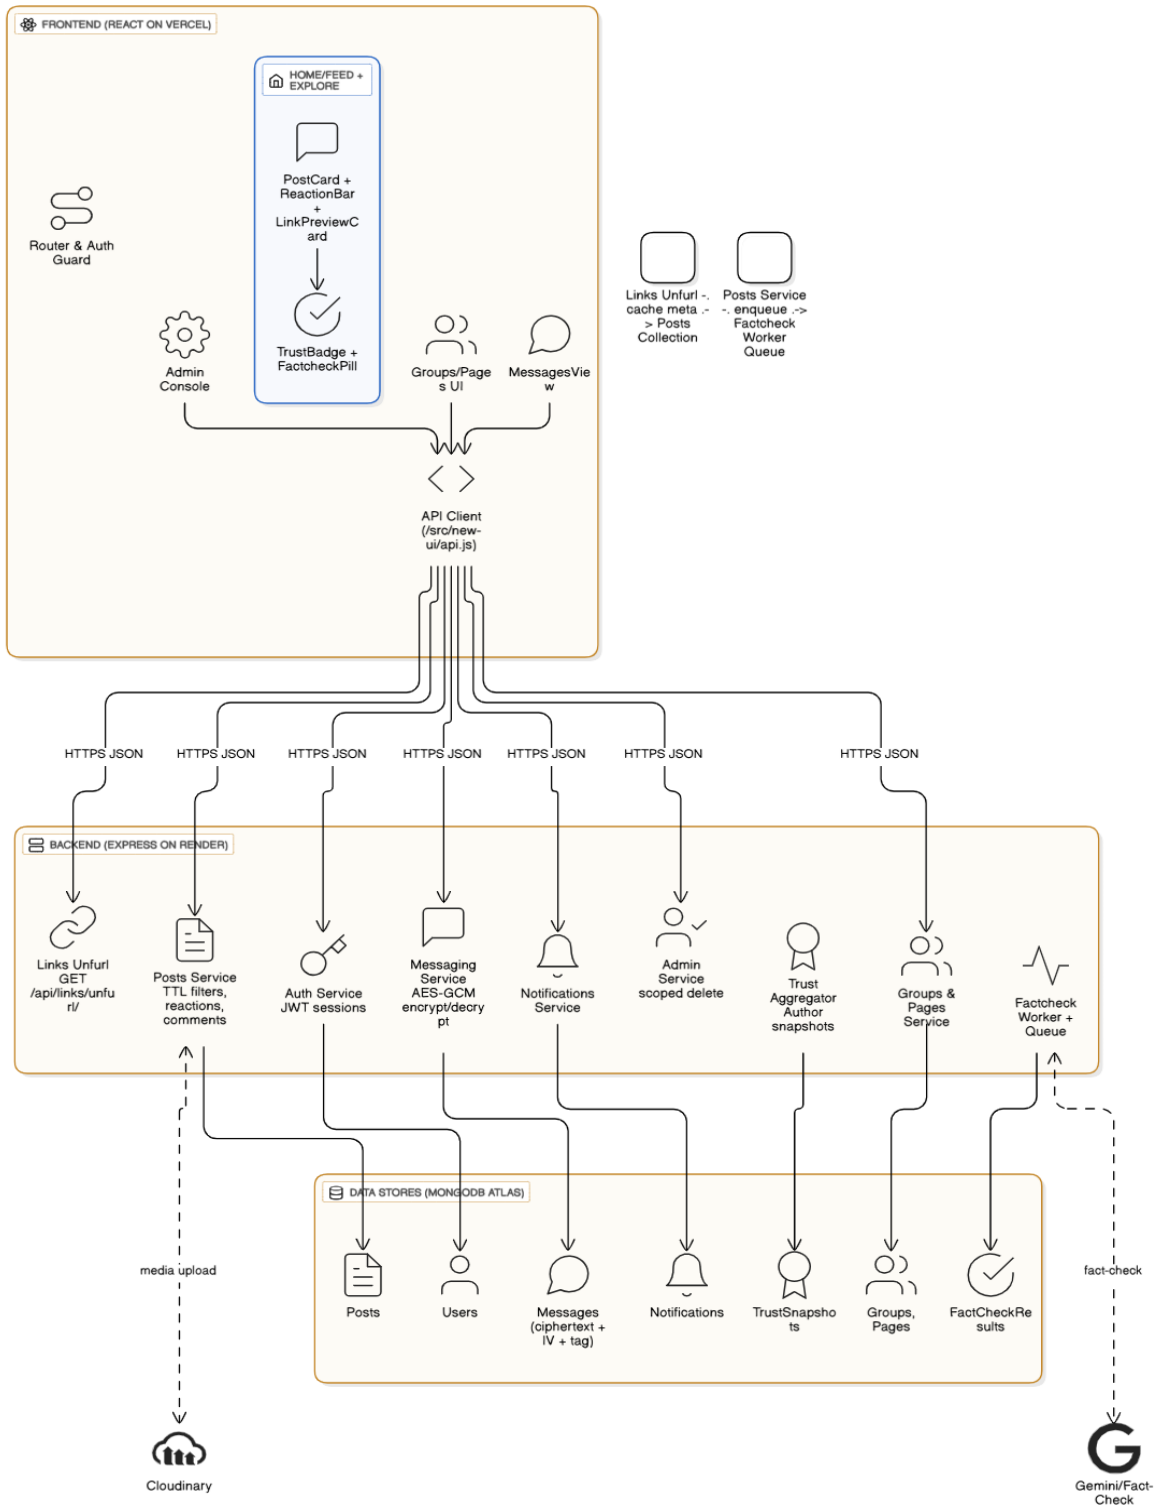 FRONTEND (REACT ON VERCEL)
HOME/FEED +
EXPLORE
PostCard +
ReactionBar
+
LinkPreviewC
ard
Router & Auth
Guard
TrustBadge +
FactcheckPill
Admin
Console
Groups/Page
s UI
MessagesVie
w
Links Unfurl -.
cache meta .-
> Posts
Collection
Posts Service
-. enqueue .->
Factcheck
Worker
Queue
API Client
(/src/new-
ui/api.js)
HTTPS JSON
HTTPS JSON
HTTPS JSON
HTTPS JSON
HTTPS JSON
HTTPS JSON
HTTPS JSON
BACKEND (EXPRESS ON RENDER)
Links Unfurl
GET
/api/links/unfu
rl/
Posts Service
TTL filters,
reactions,
comments
Auth Service
JWT sessions
Messaging
Service
AES-GCM
encrypt/decry
pt
Notifications
Service
Admin
Service
scoped delete
Trust
Aggregator
Author
snapshots
Groups &
Pages
Service
Factcheck
Worker +
Queue
DATA STORES (MONGODB ATLAS)
media upload
fact-check
Posts
Users
Messages
(ciphertext +
IV + tag)
Notifications
TrustSnapsho
ts
Groups,
Pages
FactCheckRe
sults
Cloudinary
Gemini/Fact-
Check